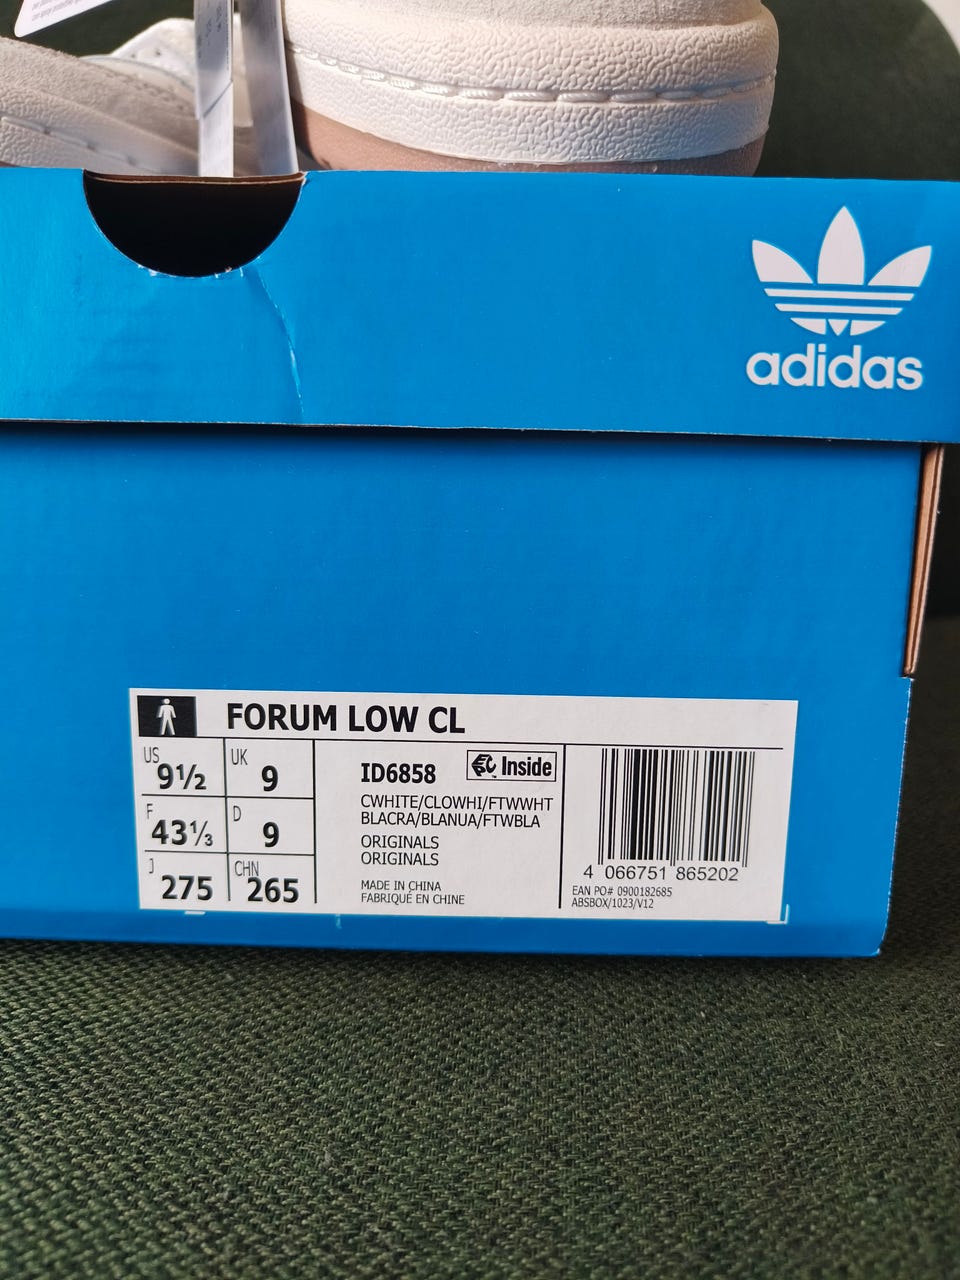 adidas
FORUM LOW CL
US
9½
UK
9
F
43⅓
D
9
J
275
CHN
265
ID6858
Inside
CWHITE/CLOWHI/FTWWHT
BLACRA/BLANUA/FTWBLA
ORIGINALS
ORIGINALS
MADE IN CHINA
FABRIQUÉ EN CHINE
4 066751 865202
EAN PO# 0900182685
ABSBOX/1023/V12